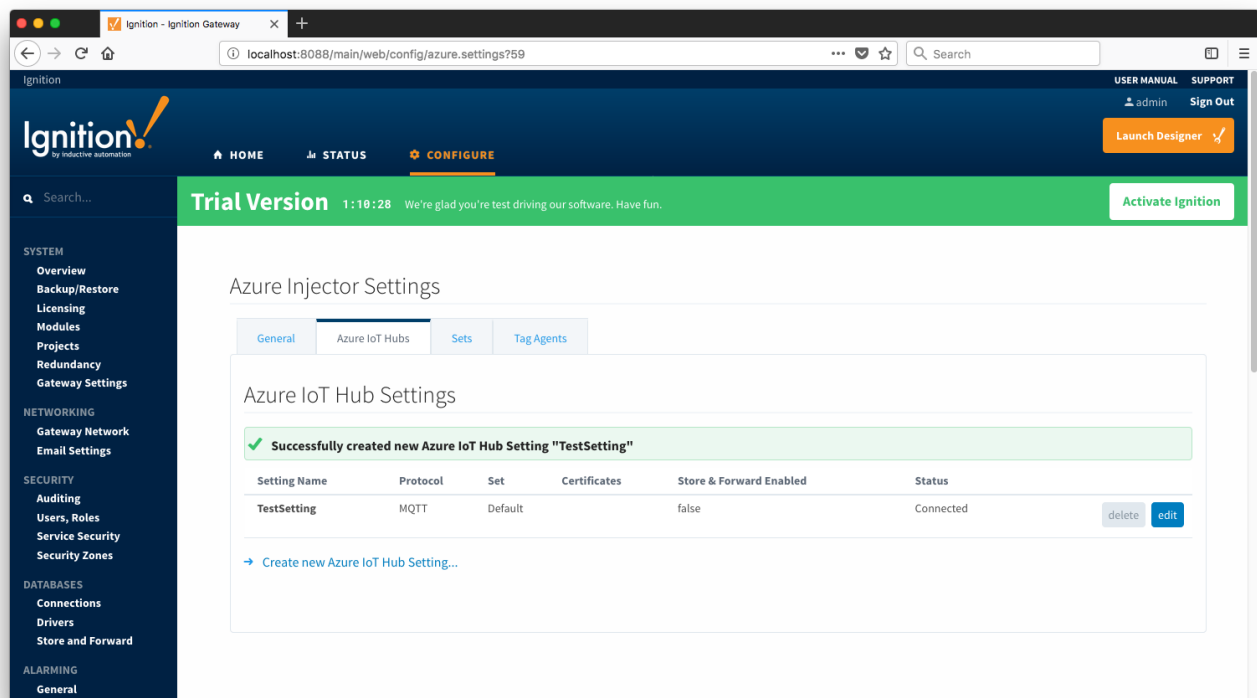 Ignition - Ignition Gateway
localhost:8088/main/web/config/azure.settings?59
Search
Ignition
USER MANUAL SUPPORT
admin Sign Out
Ignition!
by inductive automation
Launch Designer
HOME STATUS CONFIGURE
Search...
Trial Version 1:10:28 We're glad you're test driving our software. Have fun.
Activate Ignition
SYSTEM
Overview
Backup/Restore
Licensing
Modules
Projects
Redundancy
Gateway Settings
NETWORKING
Gateway Network
Email Settings
SECURITY
Auditing
Users, Roles
Service Security
Security Zones
DATABASES
Connections
Drivers
Store and Forward
ALARMING
General
Azure Injector Settings
General Azure IoT Hubs Sets Tag Agents
Azure IoT Hub Settings
Successfully created new Azure IoT Hub Setting "TestSetting"
Setting Name Protocol Set Certificates Store & Forward Enabled Status
TestSetting MQTT Default false Connected
delete edit
Create new Azure IoT Hub Setting...